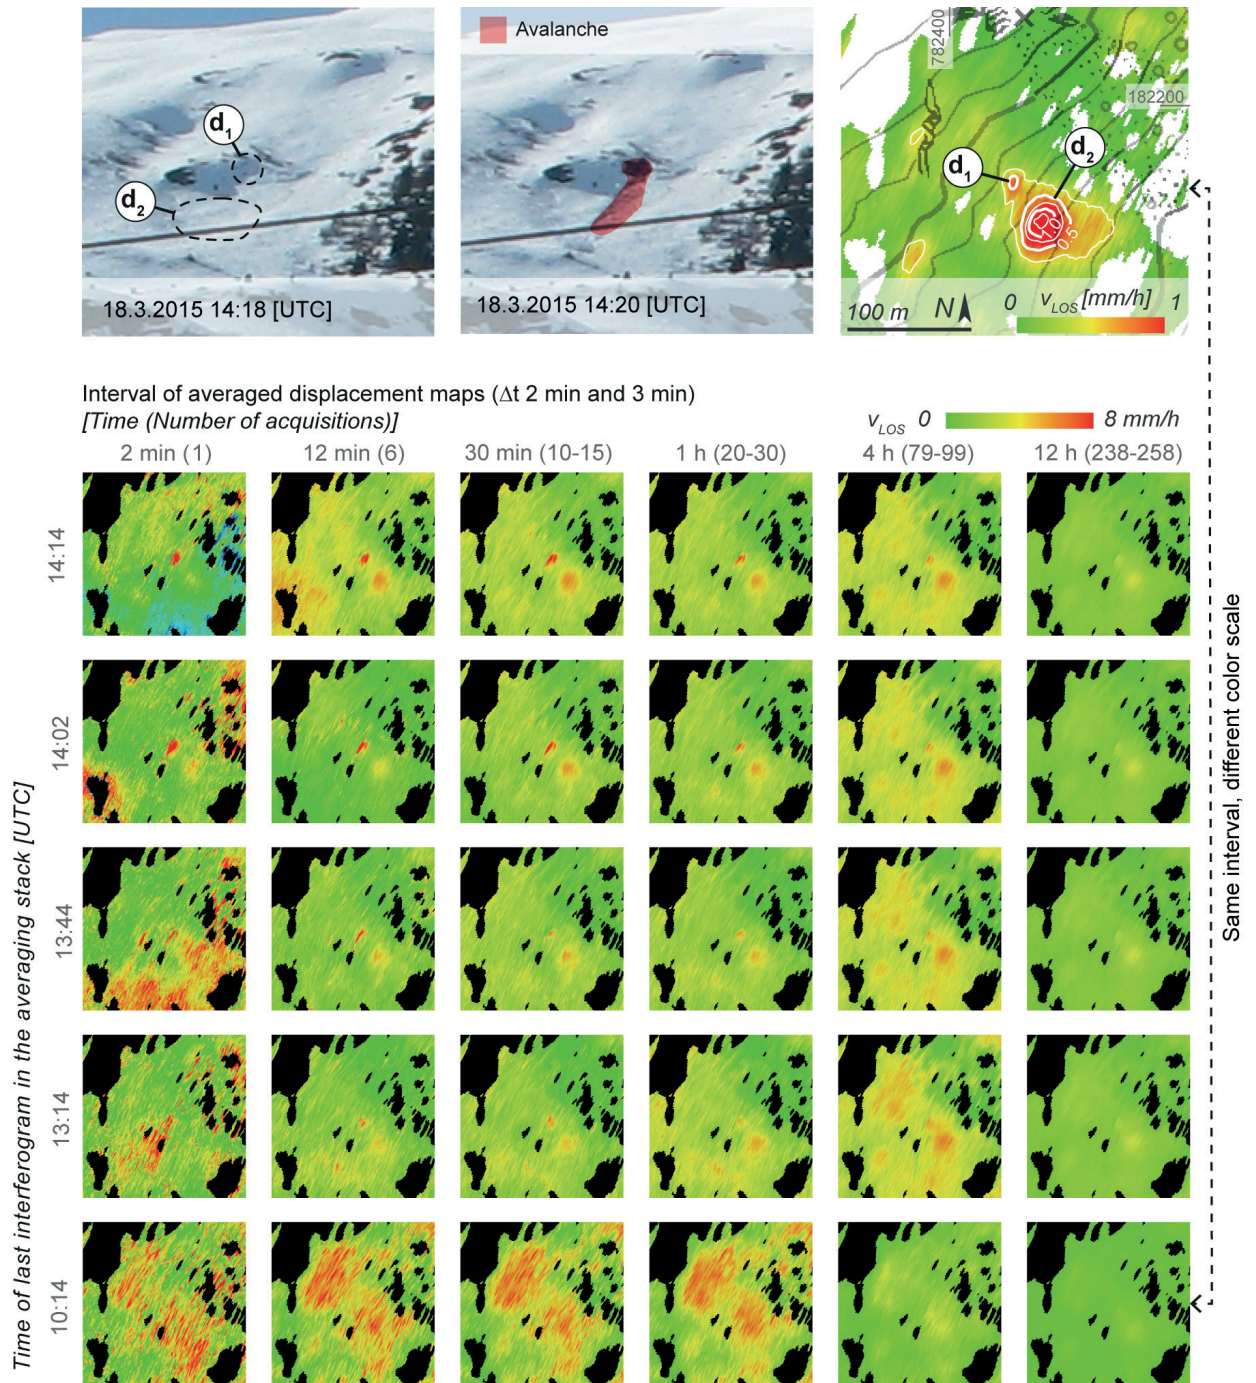 Avalanche
d1
d2
18.3.2015 14:18 [UTC]
18.3.2015 14:20 [UTC]
782400
182200
d1
d2
1.0
0.5
100 m
N
0 vLOS [mm/h] 1
Interval of averaged displacement maps (Δt 2 min and 3 min)
[Time (Number of acquisitions)]
vLOS 0 8 mm/h
2 min (1) 12 min (6) 30 min (10-15) 1 h (20-30) 4 h (79-99) 12 h (238-258)
14:14
14:02
13:44
13:14
10:14
Time of last interferogram in the averaging stack [UTC]
Same interval, different color scale